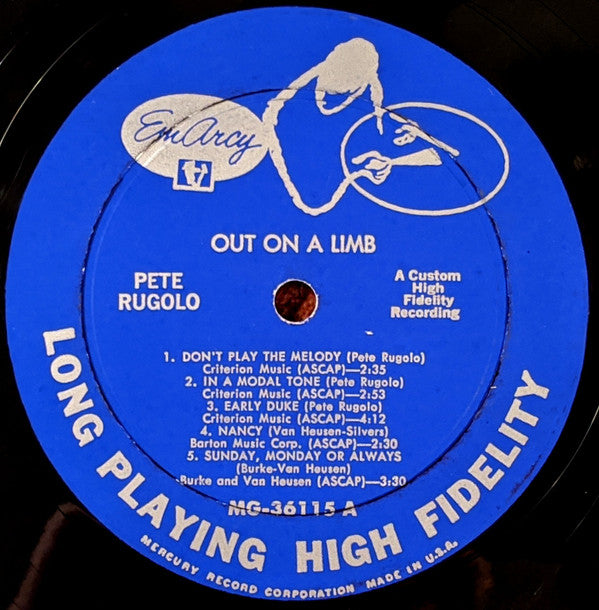 EmArcy
OUT ON A LIMB
PETE
RUGOLO
A Custom
High
Fidelity
Recording
1. DON'T PLAY THE MELODY (Pete Rugolo)
Criterion Music (ASCAP)—2:35
2. IN A MODAL TONE (Pete Rugolo)
Criterion Music (ASCAP)—2:53
3. EARLY DUKE (Pete Rugolo)
Criterion Music (ASCAP)—4:12
4. NANCY (Van Heusen-Silvers)
Barton Music Corp. (ASCAP)—2:30
5. SUNDAY, MONDAY OR ALWAYS
(Burke-Van Heusen)
Burke and Van Heusen (ASCAP)—3:30
MG-36115 A
LONG PLAYING HIGH FIDELITY
MERCURY RECORD CORPORATION MADE IN U.S.A.